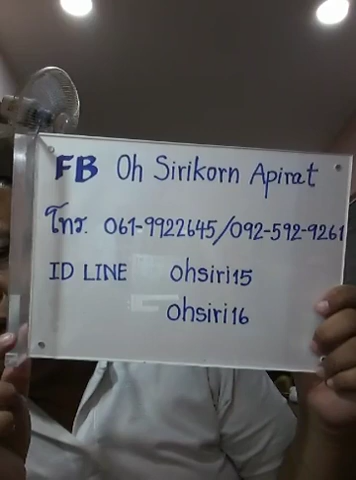 FB Oh Sirikorn Apirat
โทร. 061-9922645/092-592-9261
ID LINE ohsiri15
ohsiri16